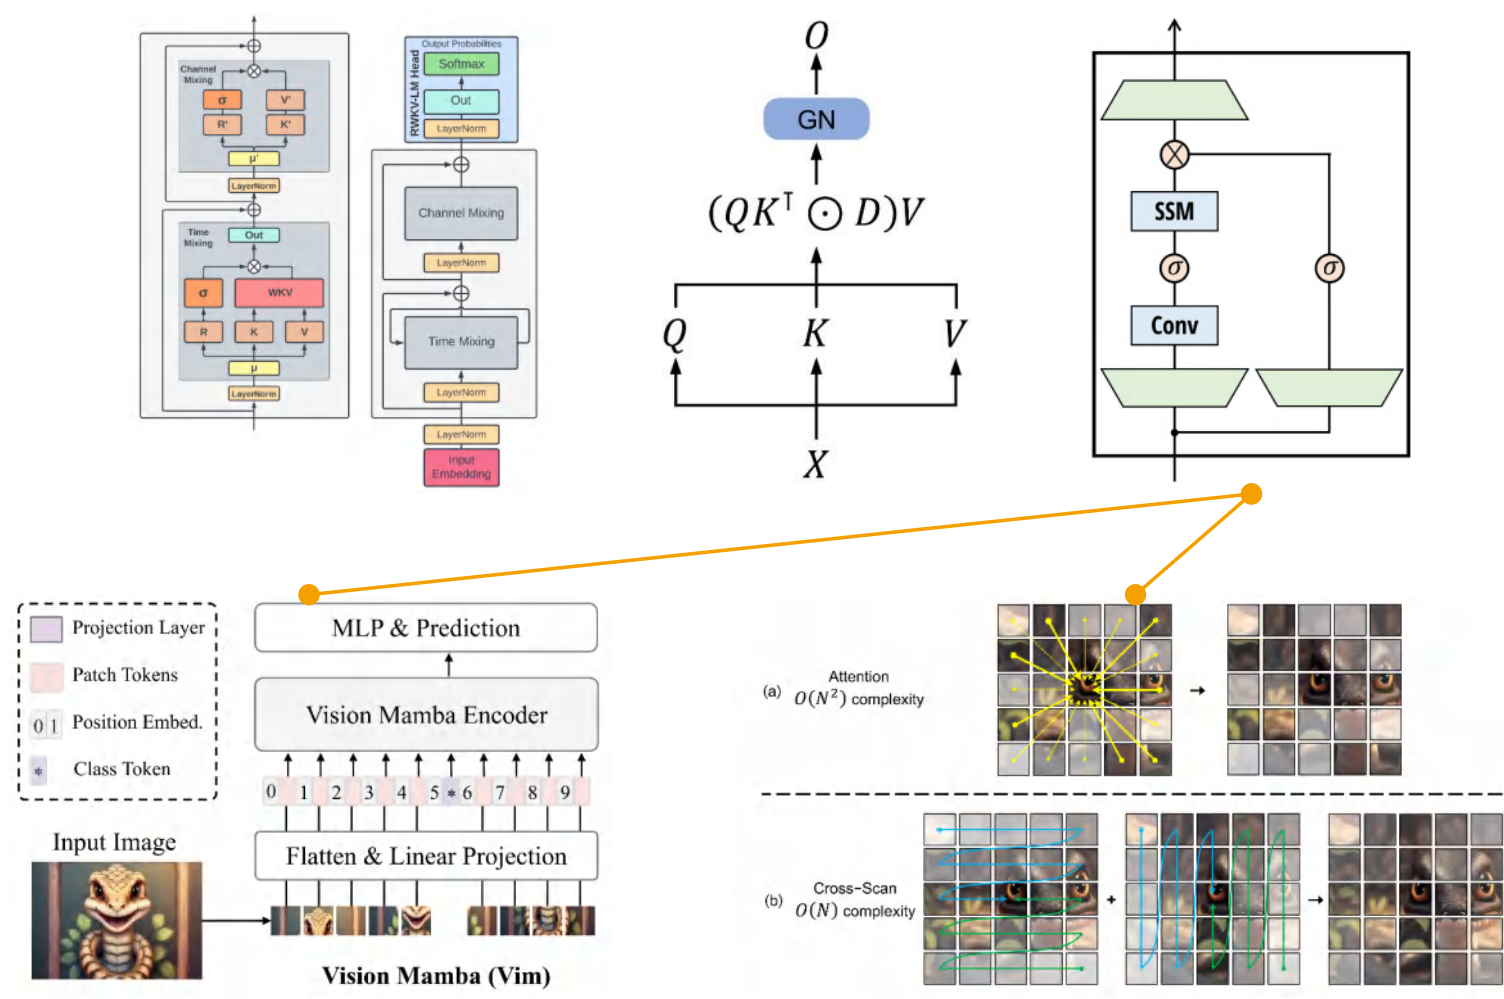 Channel
Mixing
σ
V'
R'
K'
μ'
LayerNorm
Time
Mixing
Out
σ
WKV
R
K
V
μ
LayerNorm
RWKV-LM Head
Output Probabilities
Softmax
Out
LayerNorm
Channel Mixing
LayerNorm
Time Mixing
LayerNorm
LayerNorm
Input
Embedding
O
GN
(QK⊺ ⊙ D)V
Q
K
V
X
SSM
σ
σ
Conv
Projection Layer
Patch Tokens
0 1 Position Embed.
* Class Token
Input Image
MLP & Prediction
Vision Mamba Encoder
0 1 2 3 4 5 * 6 7 8 9
Flatten & Linear Projection
Vision Mamba (Vim)
(a) Attention
O(N²) complexity
(b) Cross-Scan
O(N) complexity